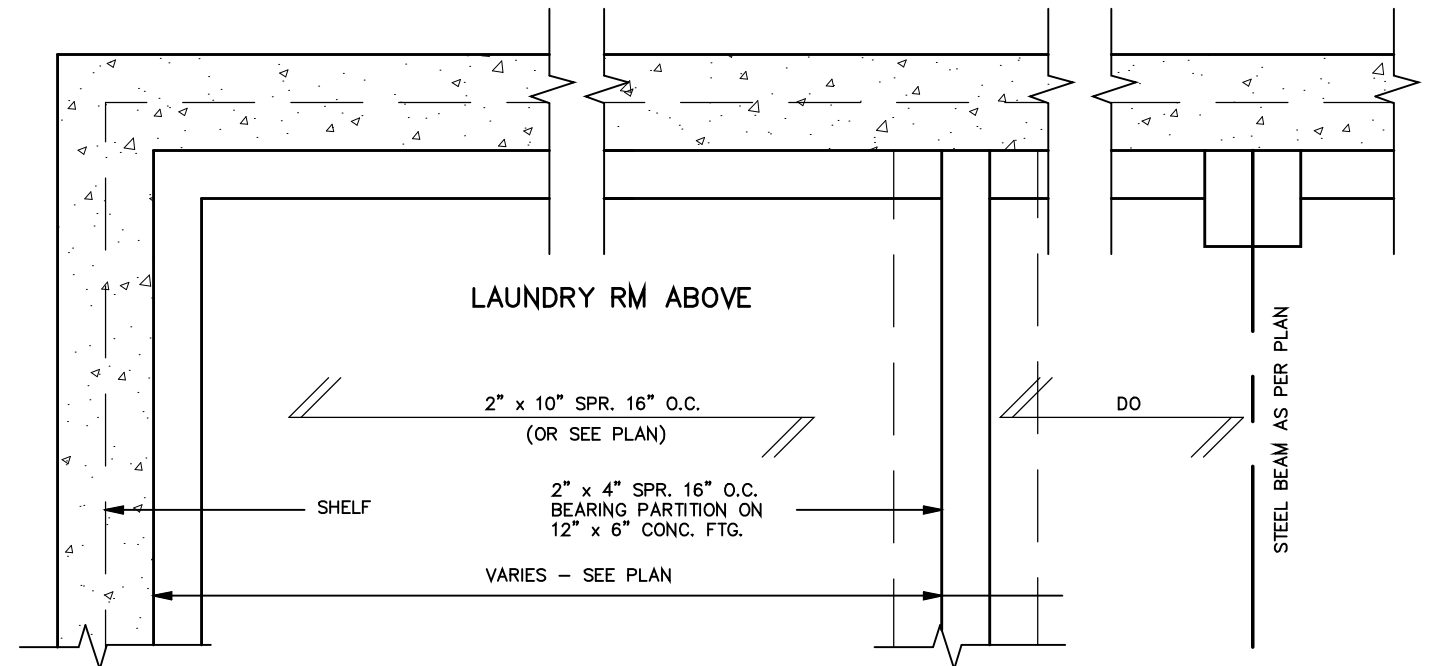 LAUNDRY RM ABOVE
2" x 10" SPR. 16" O.C.
(OR SEE PLAN)
DO
STEEL BEAM AS PER PLAN
SHELF
2" x 4" SPR. 16" O.C.
BEARING PARTITION ON
12" x 6" CONC. FTG.
VARIES – SEE PLAN